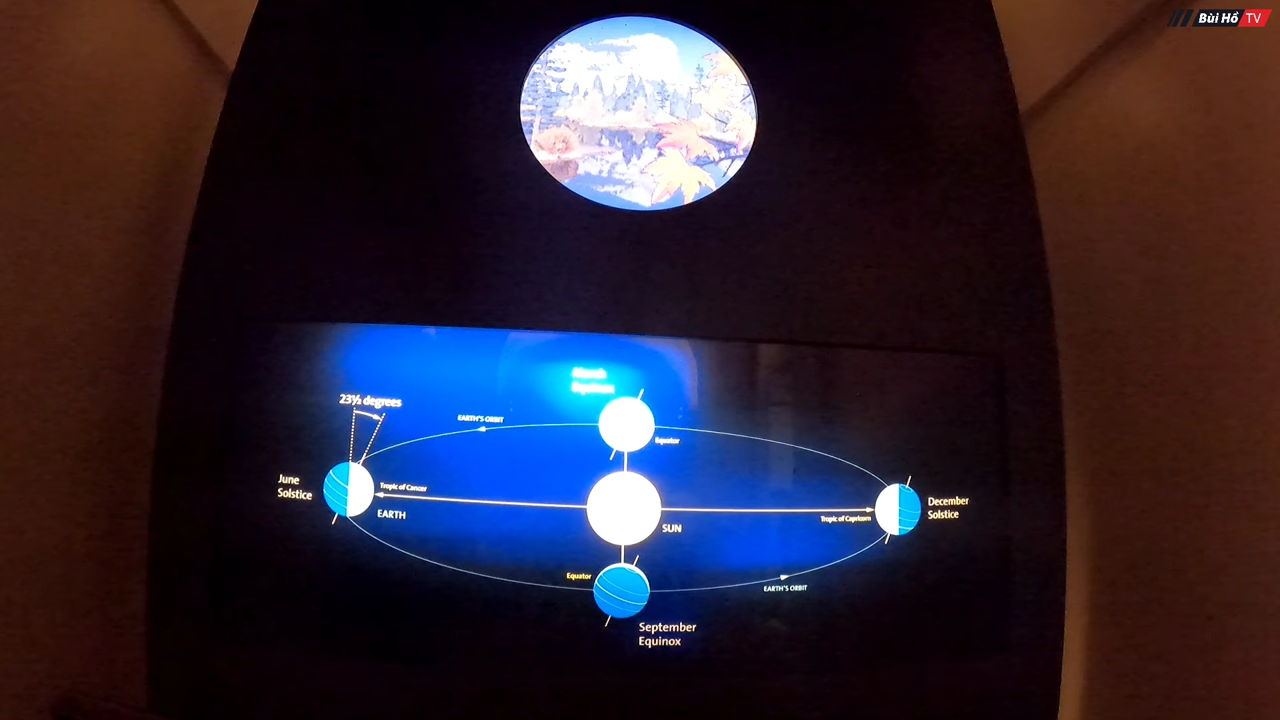 Bùi Hồ TV
23½ degrees
EARTH'S ORBIT
Equator
June
Solstice
Tropic of Cancer
EARTH
SUN
Tropic of Capricorn
December
Solstice
Equator
EARTH'S ORBIT
September
Equinox